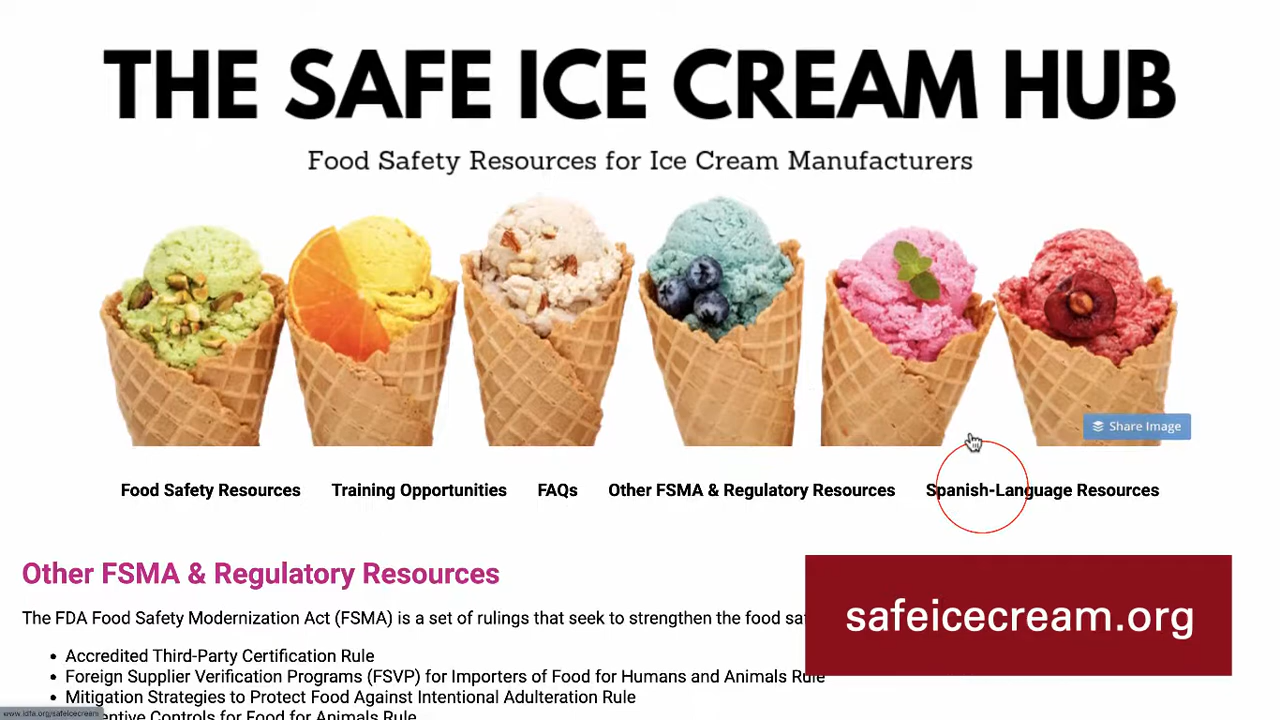 THE SAFE ICE CREAM HUB
Food Safety Resources for Ice Cream Manufacturers
Share Image
Food Safety Resources Training Opportunities FAQs Other FSMA & Regulatory Resources Spanish-Language Resources
Other FSMA & Regulatory Resources
The FDA Food Safety Modernization Act (FSMA) is a set of rulings that seek to strengthen the food
safeicecream.org
Accredited Third-Party Certification Rule
Foreign Supplier Verification Programs (FSVP) for Importers of Food for Humans and Animals Rule
Mitigation Strategies to Protect Food Against Intentional Adulteration Rule
Controls for Food for Animals Rule
www.idfa.org/safeicecream